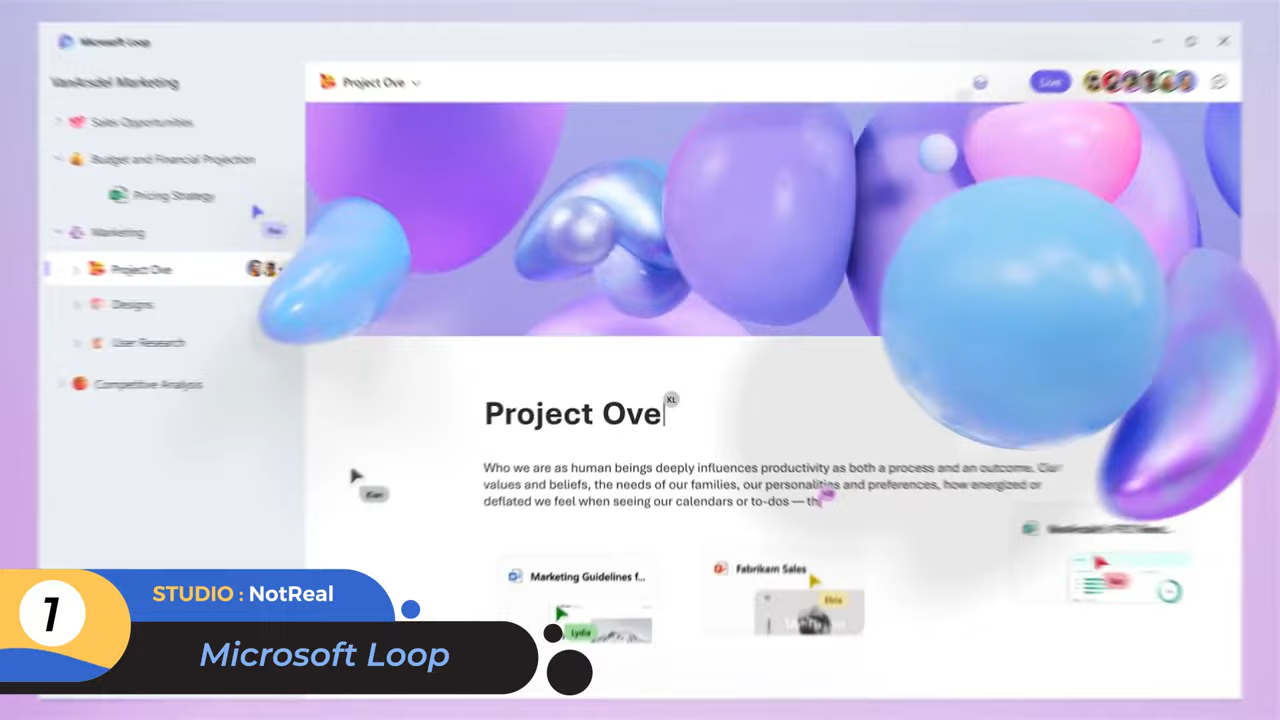 Microsoft Loop
VanArsdel Marketing
Project Ove
Live
Sales Opportunities
Budget and Financial Projection
Pricing Strategy
Marketing
Project Ove
Designs
User Research
Competitive Analysis
Project Ove
KL
Who we are as human beings deeply influences productivity as both a process and an outcome. Our
values and beliefs, the needs of our families, our personalities and preferences, how energized or
deflated we feel when seeing our calendars or to-dos — th
Kian
Marketing Guidelines f...
Fabrikam Sales
Elvia
Lydia
1
STUDIO : NotReal
Microsoft Loop